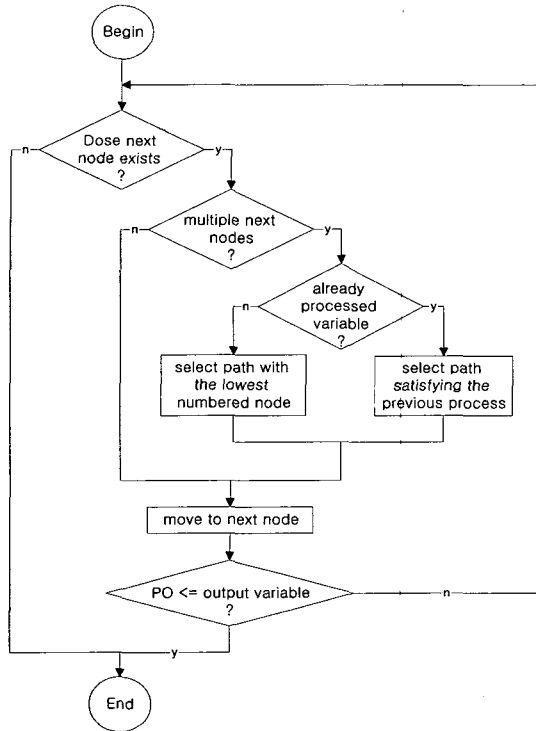 Begin
Dose next
node exists
?
n
y
multiple next
nodes
?
n
y
already
processed
variable
?
n
y
select path with
the lowest
numbered node
select path
satisfying the
previous process
move to next node
PO <= output variable
?
n
y
End